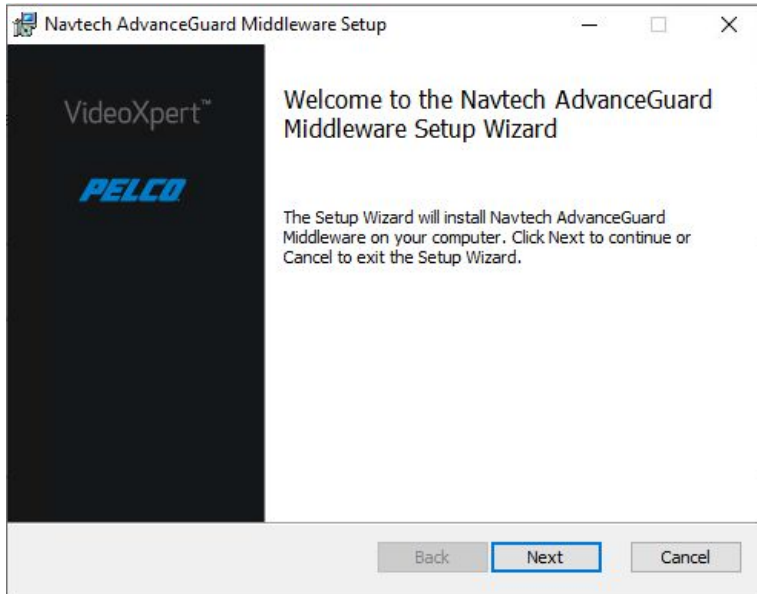 Navtech AdvanceGuard Middleware Setup
VideoXpert™
PELCO
Welcome to the Navtech AdvanceGuard
Middleware Setup Wizard
The Setup Wizard will install Navtech AdvanceGuard
Middleware on your computer. Click Next to continue or
Cancel to exit the Setup Wizard.
Back
Next
Cancel